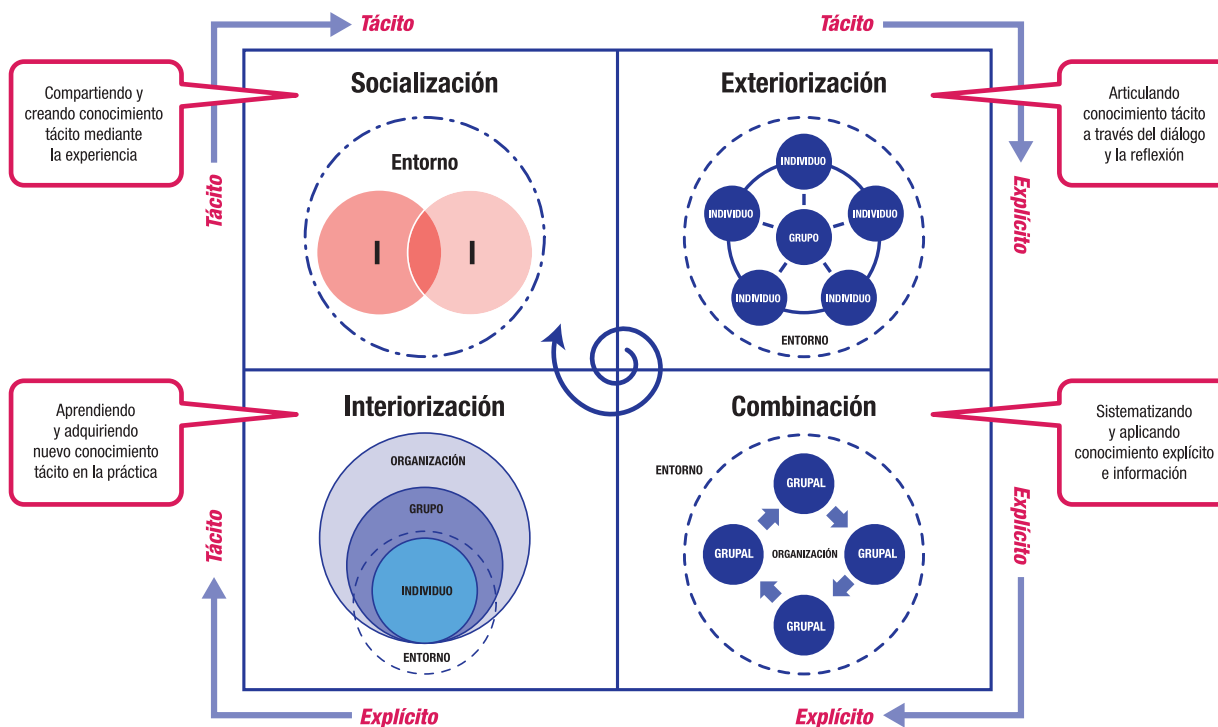 Tácito
Tácito
Compartiendo y
creando conocimiento
tácito mediante
la experiencia
Tácito
Socialización
Entorno
I
I
Exteriorización
INDIVIDUO
INDIVIDUO
INDIVIDUO
GRUPO
INDIVIDUO
INDIVIDUO
ENTORNO
Articulando
conocimiento tácito
a través del diálogo
y la reflexión
Explícito
Aprendiendo
y adquiriendo
nuevo conocimiento
tácito en la práctica
Tácito
Interiorización
ORGANIZACIÓN
GRUPO
INDIVIDUO
ENTORNO
Combinación
ENTORNO
GRUPAL
GRUPAL
ORGANIZACIÓN
GRUPAL
GRUPAL
Sistematizando
y aplicando
conocimiento explícito
e información
Explícito
Explícito
Explícito